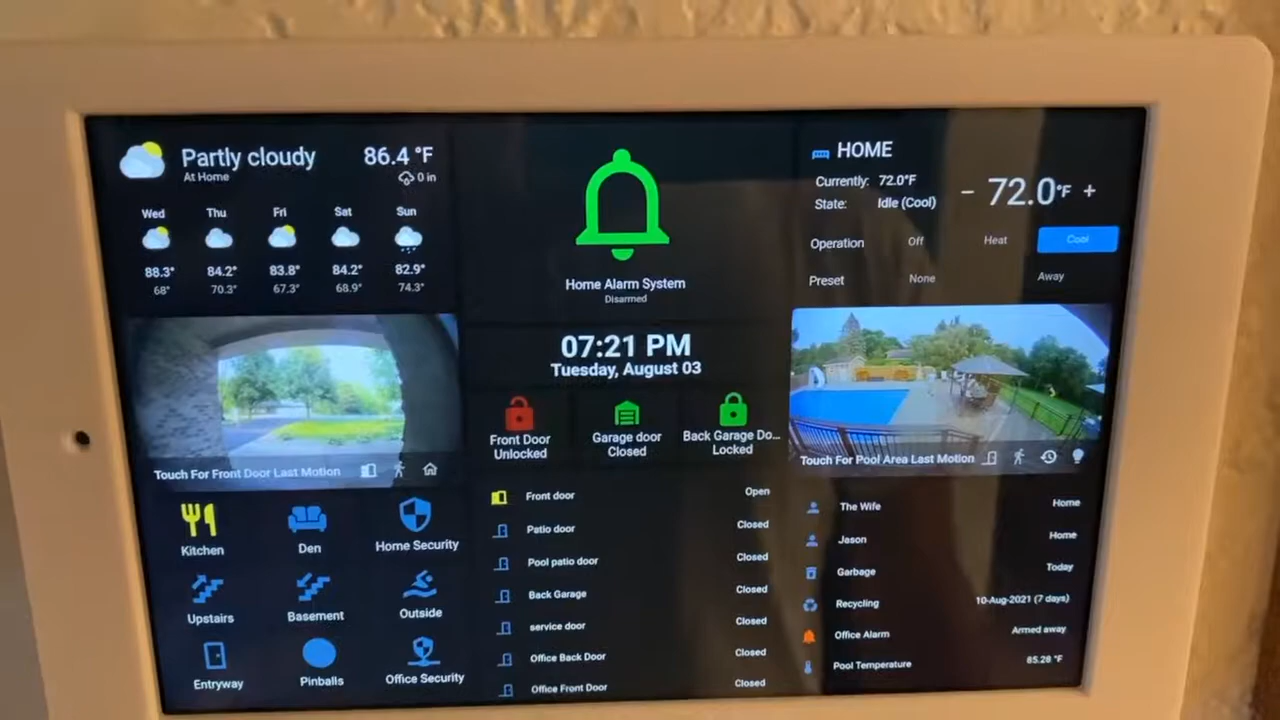 Partly cloudy 86.4 °F
At Home 0 in
Wed Thu Fri Sat Sun
88.3° 84.2° 83.8° 84.2° 82.9°
68° 70.3° 67.3° 68.9° 74.3°
Touch For Front Door Last Motion
Kitchen Den Home Security
Upstairs Basement Outside
Entryway Pinballs Office Security
Home Alarm System
Disarmed
07:21 PM
Tuesday, August 03
Front Door Garage door Back Garage Do...
Unlocked Closed Locked
Front door Open
Patio door Closed
Pool patio door Closed
Back Garage Closed
service door Closed
Office Back Door Closed
Office Front Door Closed
HOME
Currently: 72.0°F
State: Idle (Cool)
− 72.0°F +
Operation Off Heat Cool
Preset None Away
Touch For Pool Area Last Motion
The Wife Home
Jason Home
Garbage Today
Recycling 10-Aug-2021 (7 days)
Office Alarm Armed away
Pool Temperature 85.28 °F